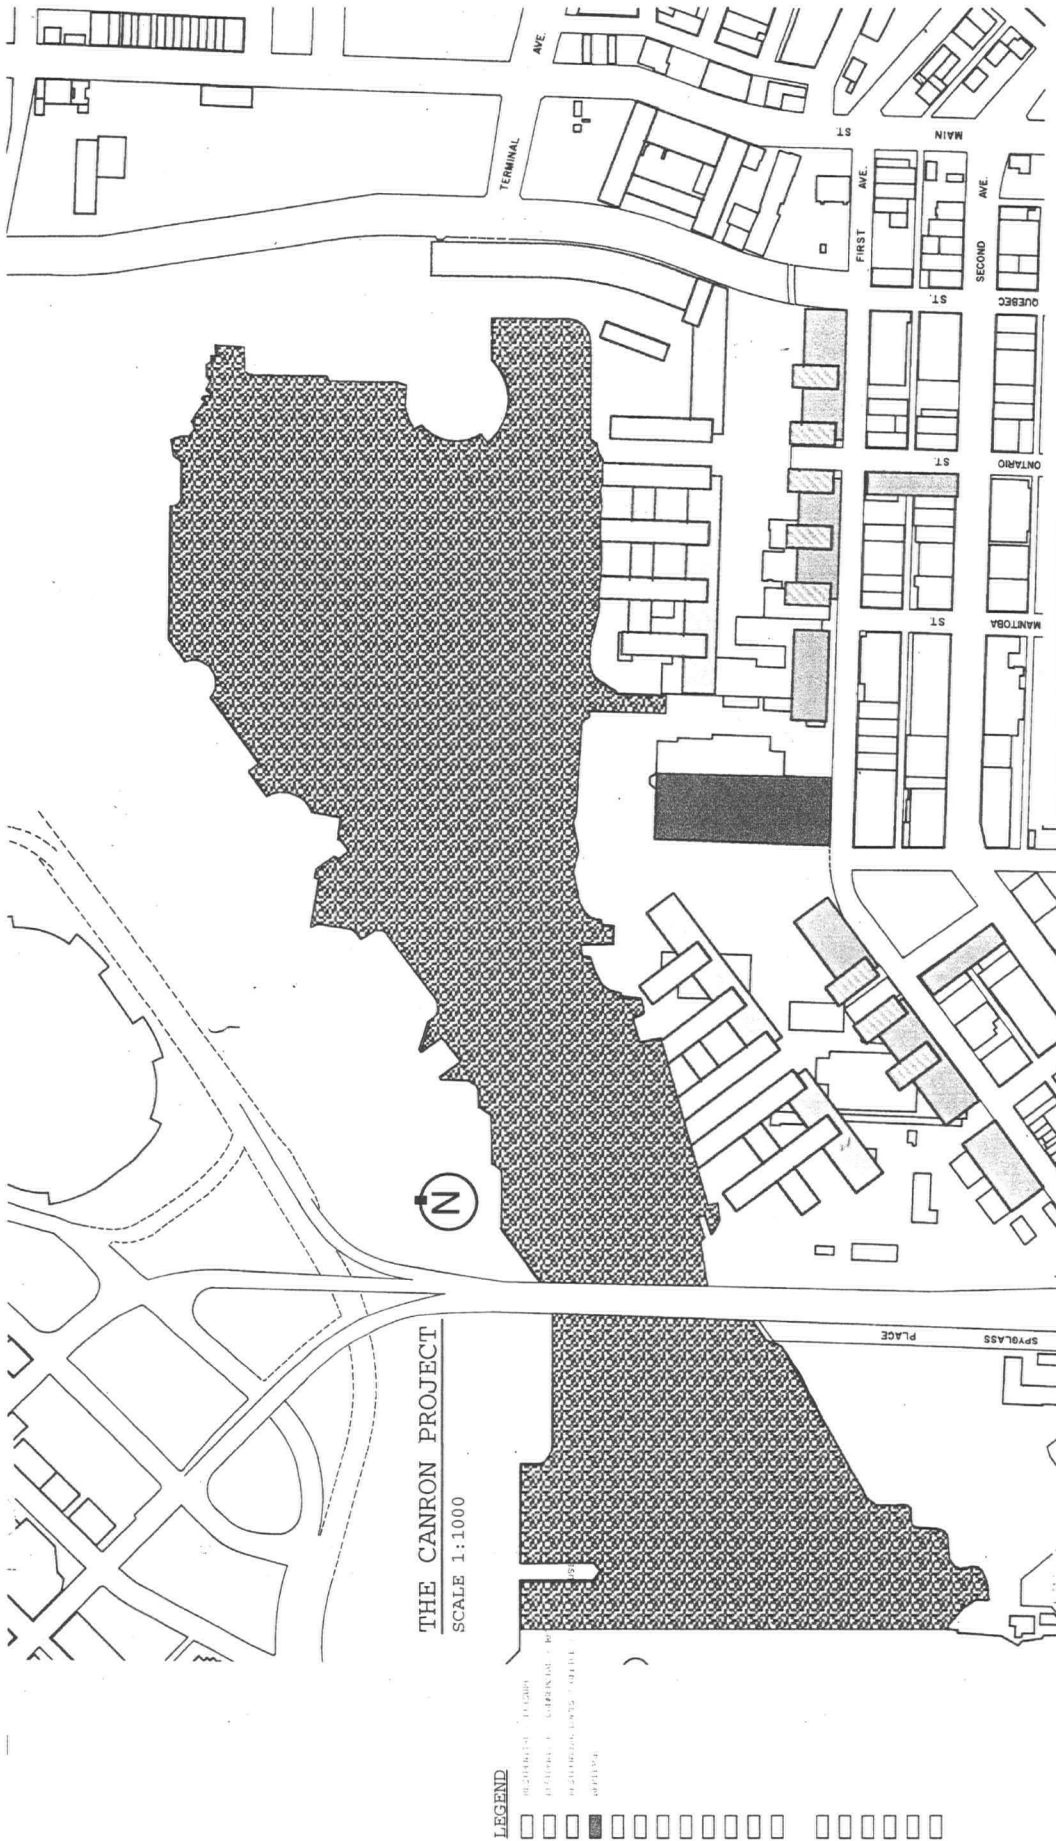 THE CANRON PROJECT
SCALE 1:1000
N
LEGEND
TERMINAL
AVE.
MAIN
ST.
FIRST
AVE.
SECOND
AVE.
QUEBEC
ST.
ONTARIO
ST.
MANITOBA
ST.
SPYGLASS
PLACE